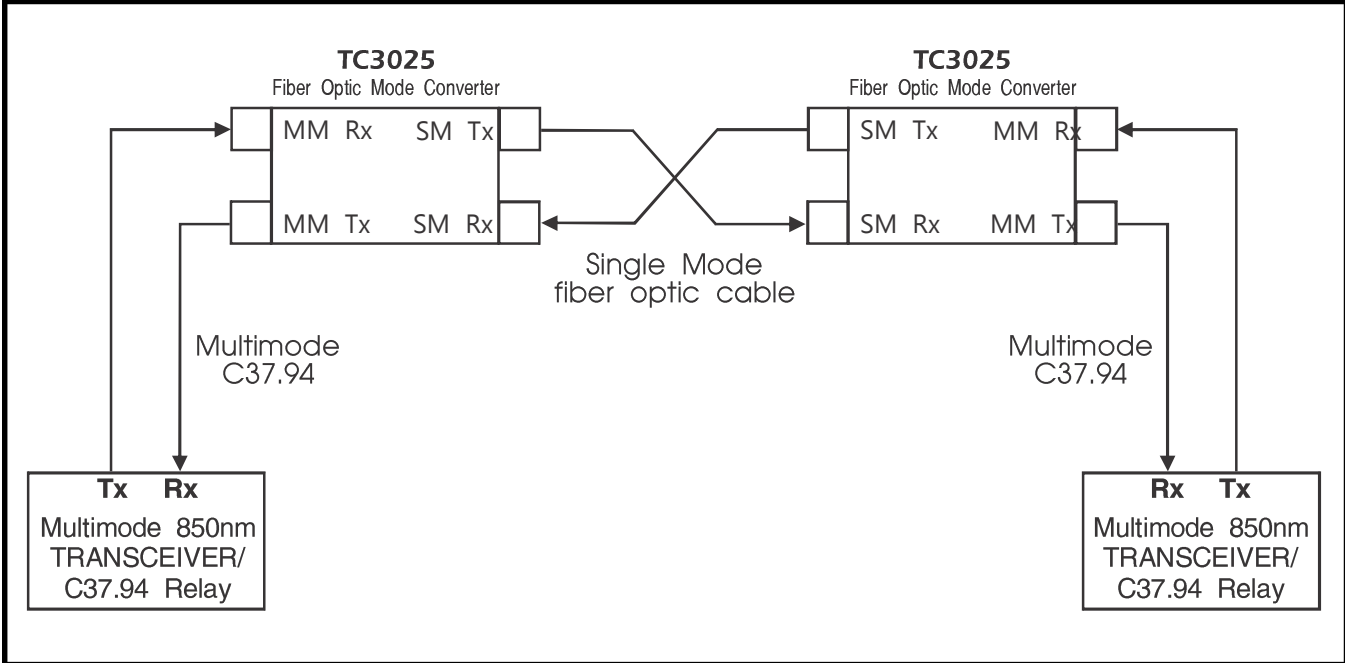 TC3025
Fiber Optic Mode Converter
MM Rx SM Tx
MM Tx SM Rx
TC3025
Fiber Optic Mode Converter
SM Tx MM Rx
SM Rx MM Tx
Single Mode
fiber optic cable
Multimode
C37.94
Multimode
C37.94
Tx Rx
Multimode 850nm
TRANSCEIVER/
C37.94 Relay
Rx Tx
Multimode 850nm
TRANSCEIVER/
C37.94 Relay